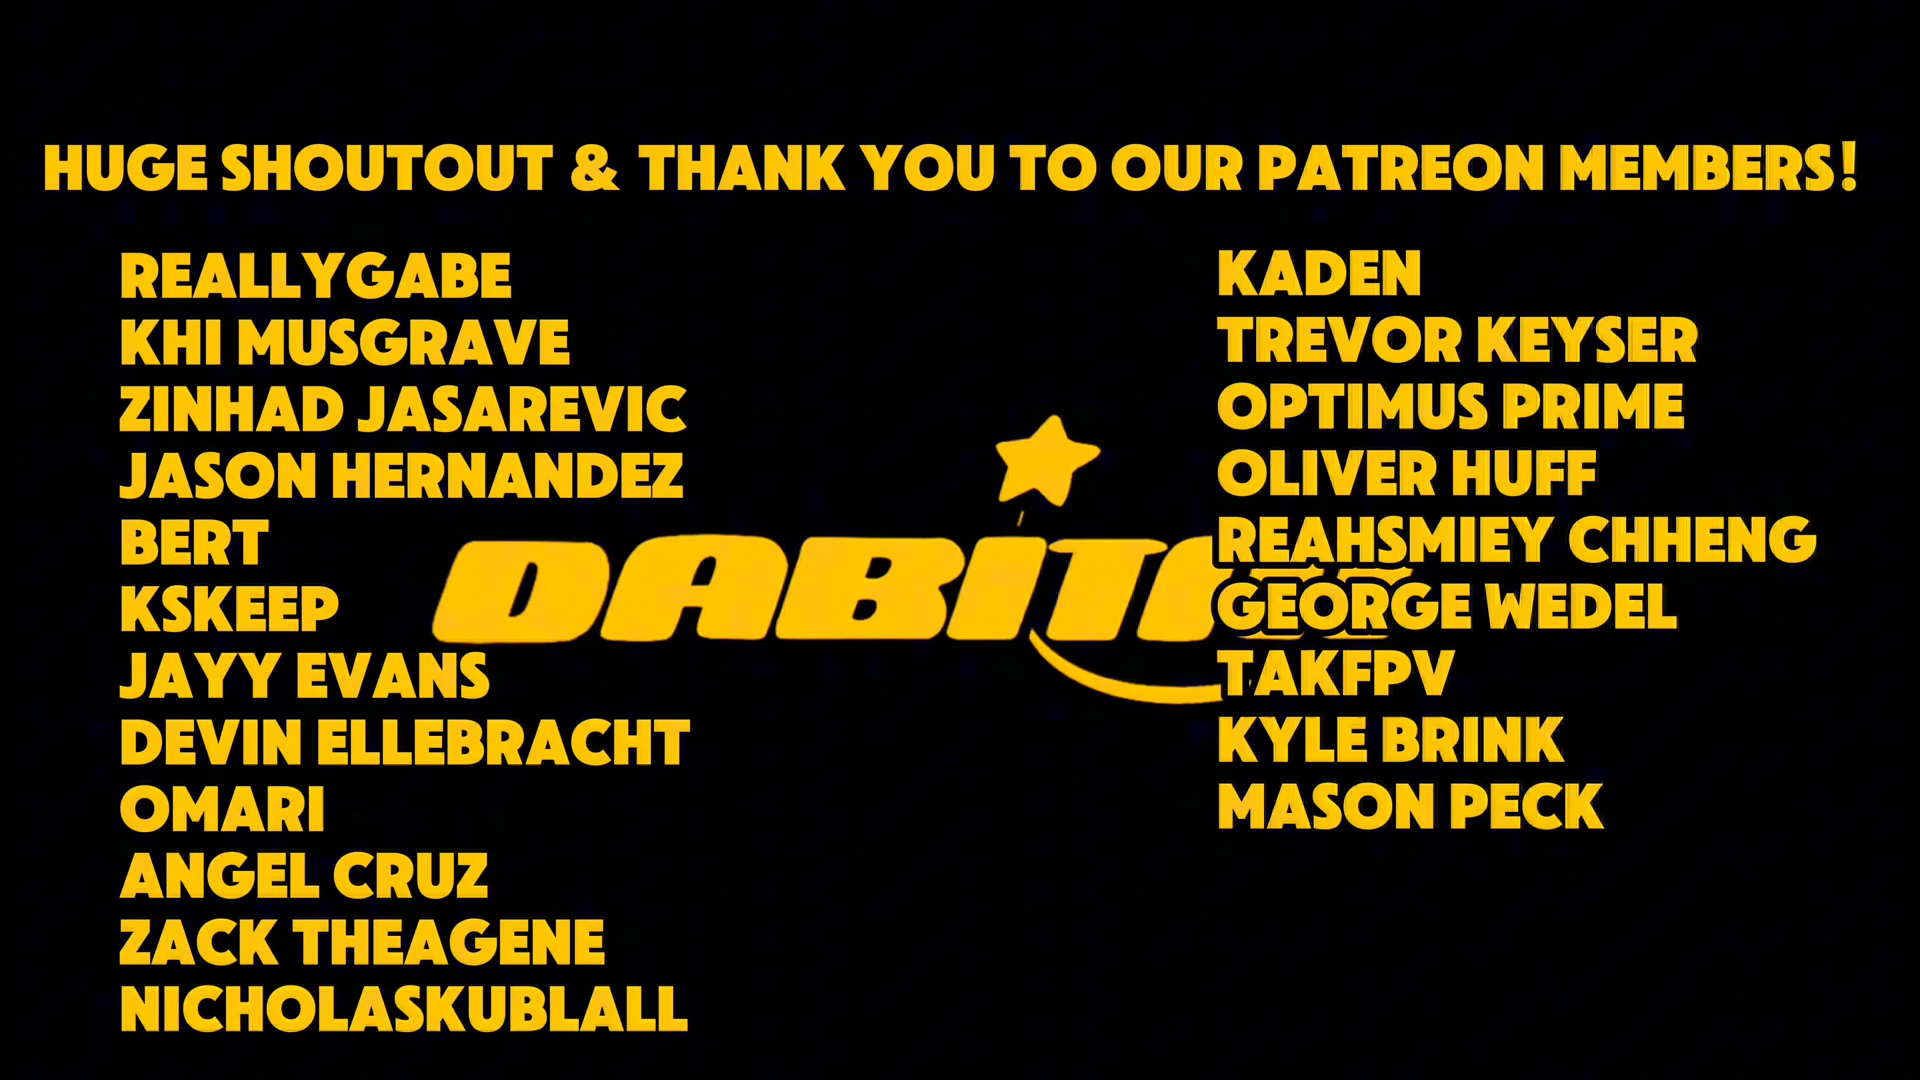 HUGE SHOUTOUT & THANK YOU TO OUR PATREON MEMBERS!
REALLYGABE
KHI MUSGRAVE
ZINHAD JASAREVIC
JASON HERNANDEZ
BERT
KSKEEP
JAYY EVANS
DEVIN ELLEBRACHT
OMARI
ANGEL CRUZ
ZACK THEAGENE
NICHOLASKUBLALL
KADEN
TREVOR KEYSER
OPTIMUS PRIME
OLIVER HUFF
REAHSMIEY CHHENG
GEORGE WEDEL
TAKFPV
KYLE BRINK
MASON PECK